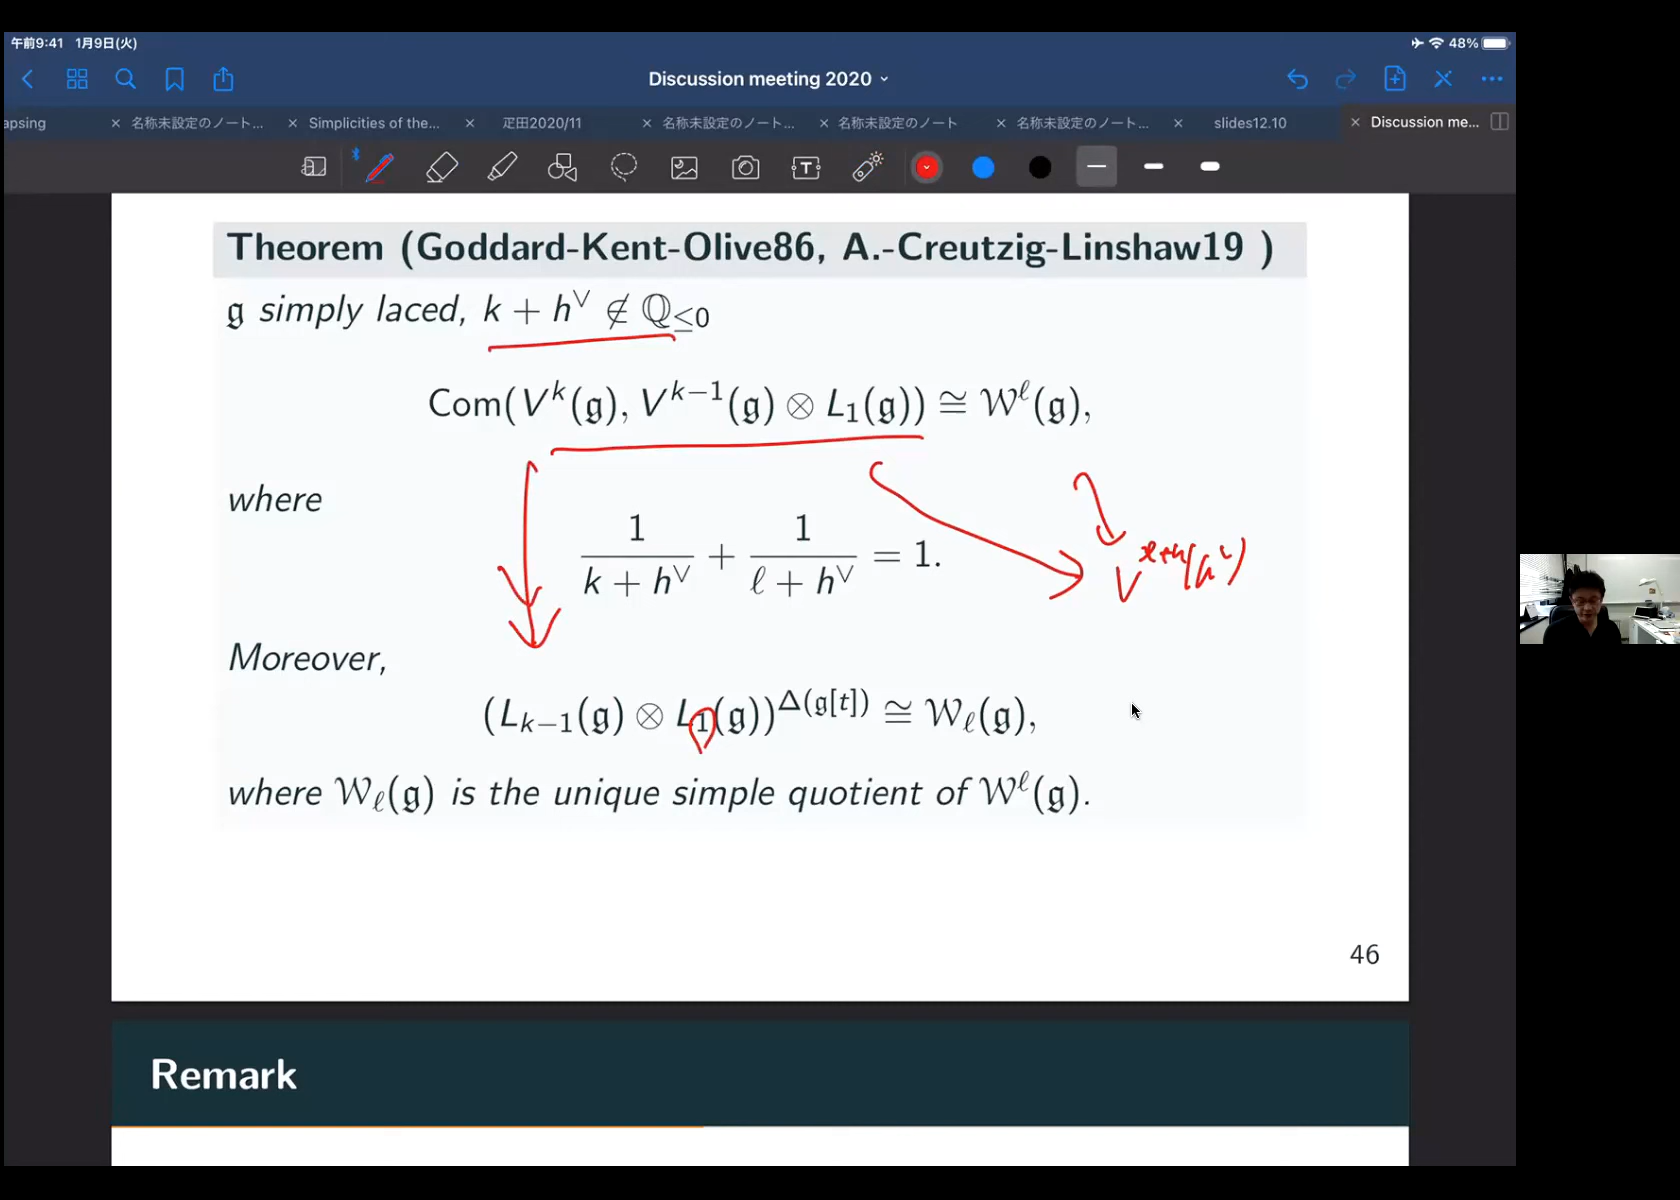 午前9:41 1月9日(火) 48%
Discussion meeting 2020
apsing × 名称未設定のノート... × Simplicities of the... × 疋田2020/11 × 名称未設定のノート... × 名称未設定のノート × 名称未設定のノート... × slides12.10 × Discussion me...
Theorem (Goddard-Kent-Olive86, A.-Creutzig-Linshaw19 )
𝔤 simply laced, k + h^∨ ∉ ℚ_{≤0}
Com(V^k(𝔤), V^{k−1}(𝔤) ⊗ L_1(𝔤)) ≅ 𝒲^ℓ(𝔤),
where
1/(k + h^∨) + 1/(ℓ + h^∨) = 1.
Moreover,
(L_{k−1}(𝔤) ⊗ L_1(𝔤))^{Δ(𝔤[t])} ≅ 𝒲_ℓ(𝔤),
where 𝒲_ℓ(𝔤) is the unique simple quotient of 𝒲^ℓ(𝔤).
46
Remark